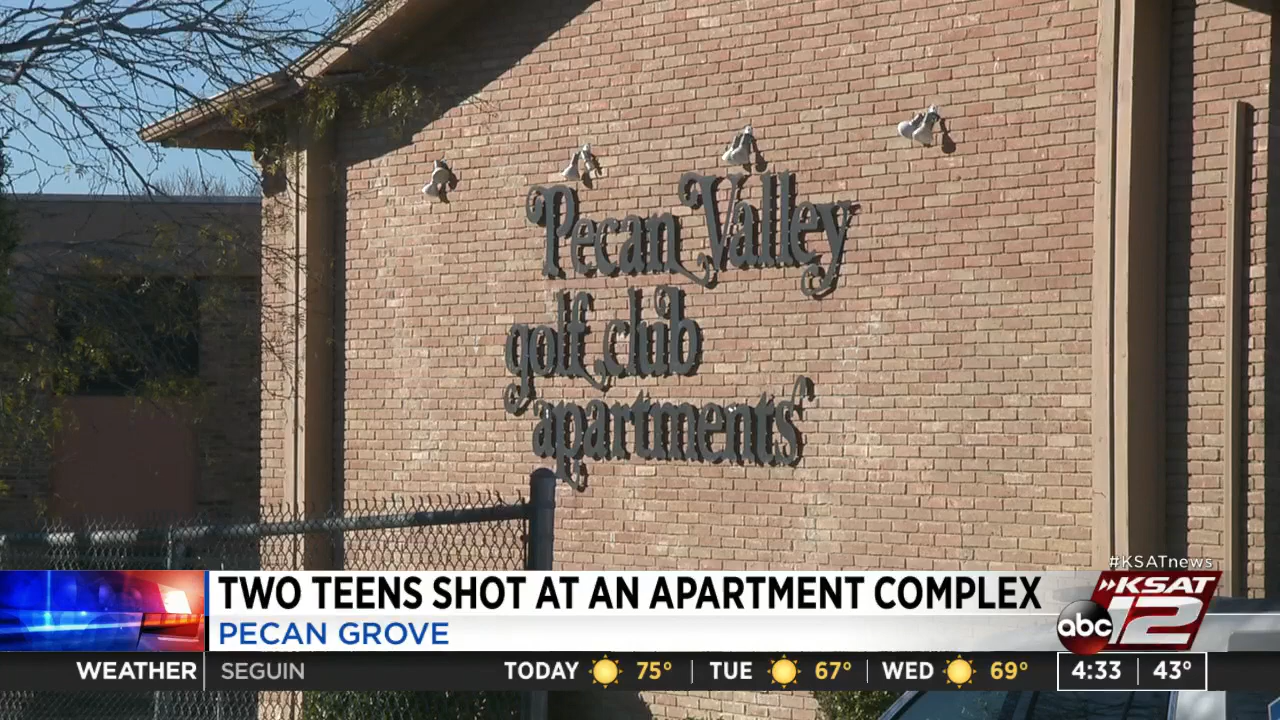 Pecan Valley
golf club
apartments
#KSATnews
TWO TEENS SHOT AT AN APARTMENT COMPLEX
PECAN GROVE
abc KSAT 12
WEATHER SEGUIN TODAY 75° TUE 67° WED 69° 4:33 43°